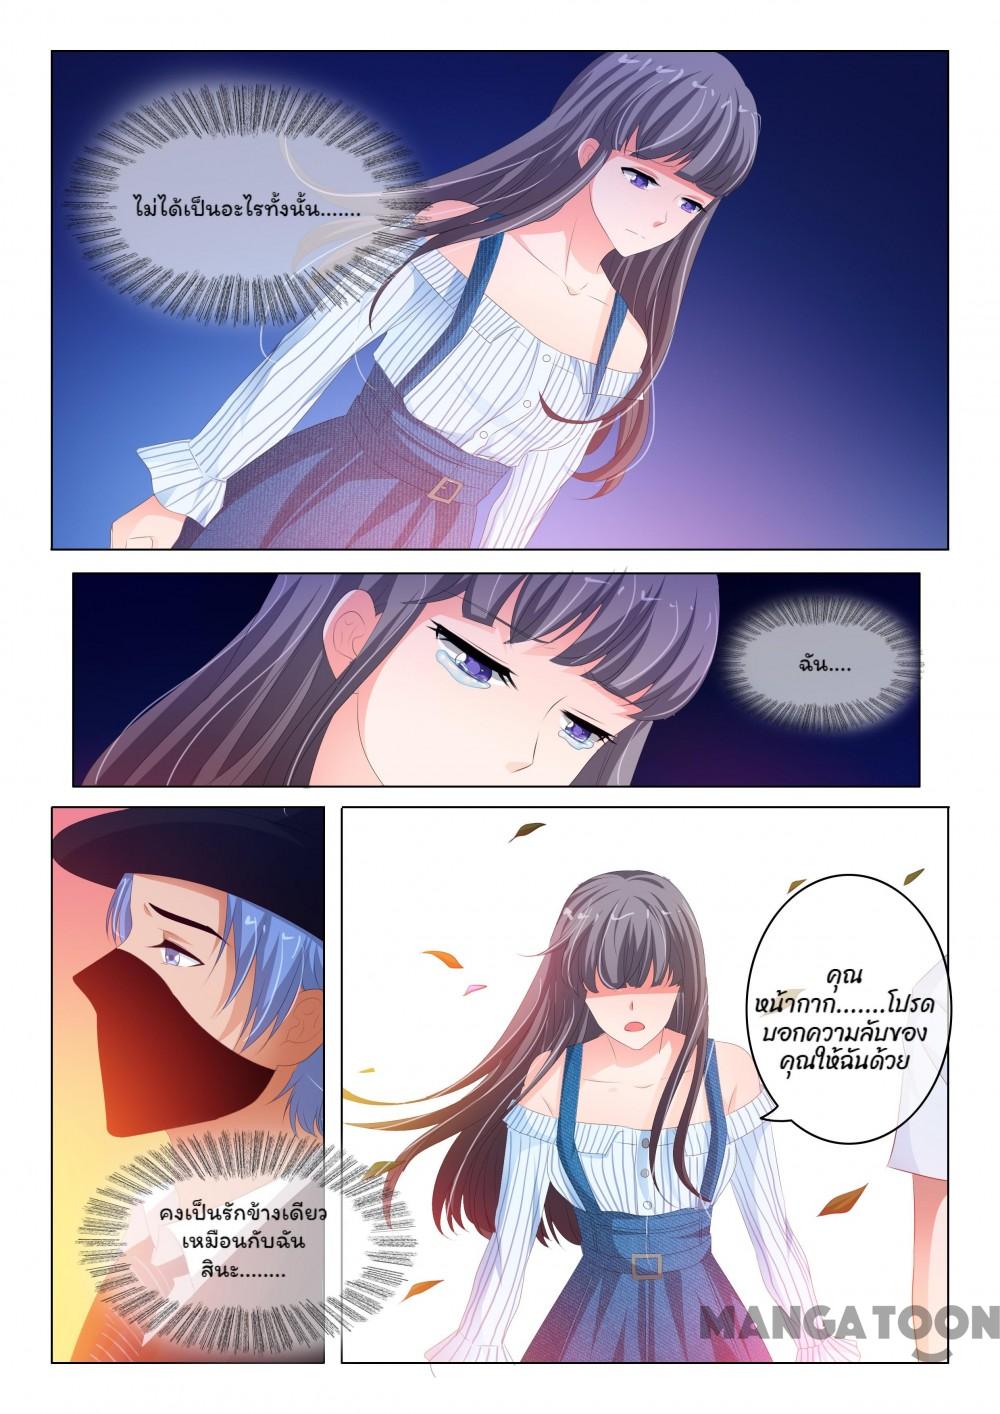 ไม่ได้เป็นอะไรทั้งนั้น.......
ฉัน....
คงเป็นรักข้างเดียว
เหมือนกับฉัน
สินะ........
คุณ
หน้ากาก.......โปรด
บอกความลับของ
คุณให้ฉันด้วย
MANGATOON